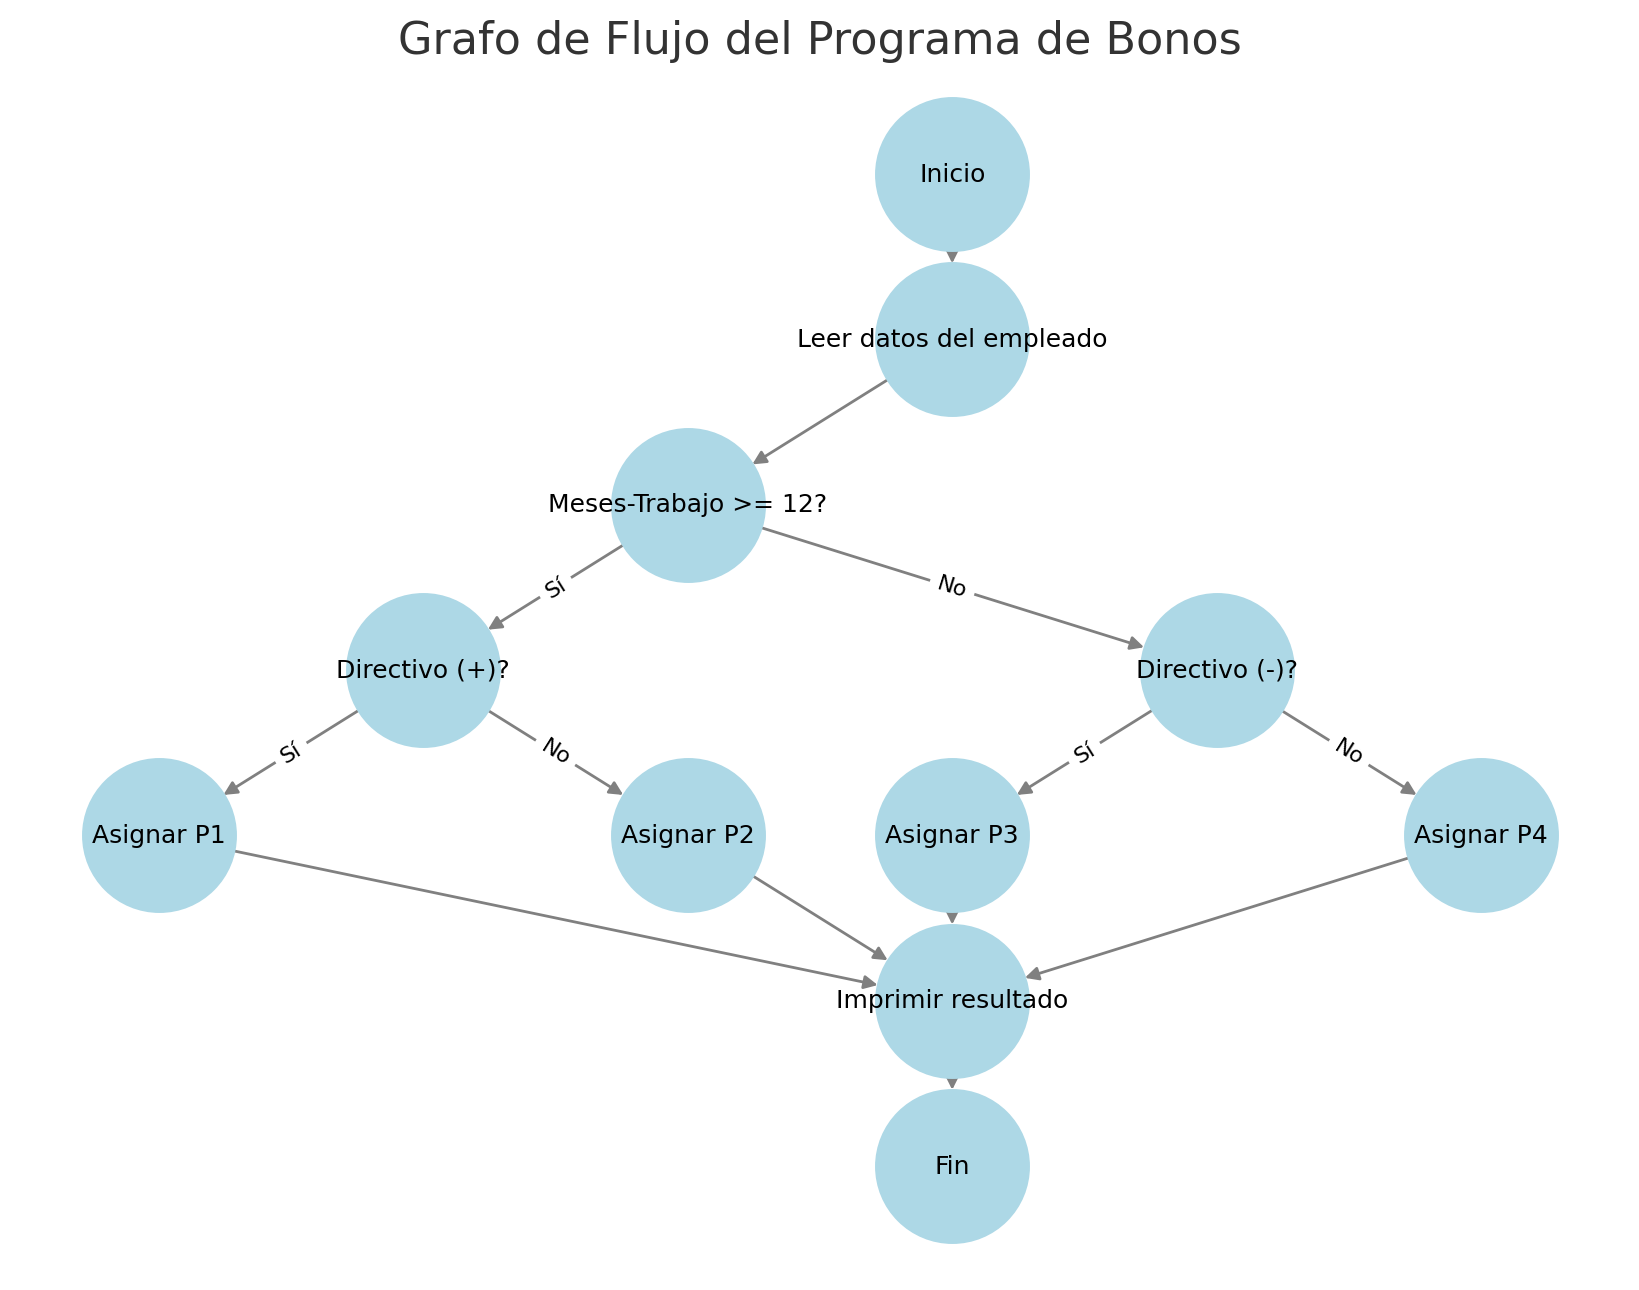 Grafo de Flujo del Programa de Bonos
Inicio
Leer datos del empleado
Meses-Trabajo >= 12?
Sí
No
Directivo (+)?
Directivo (-)?
Sí
No
Sí
No
Asignar P1
Asignar P2
Asignar P3
Asignar P4
Imprimir resultado
Fin